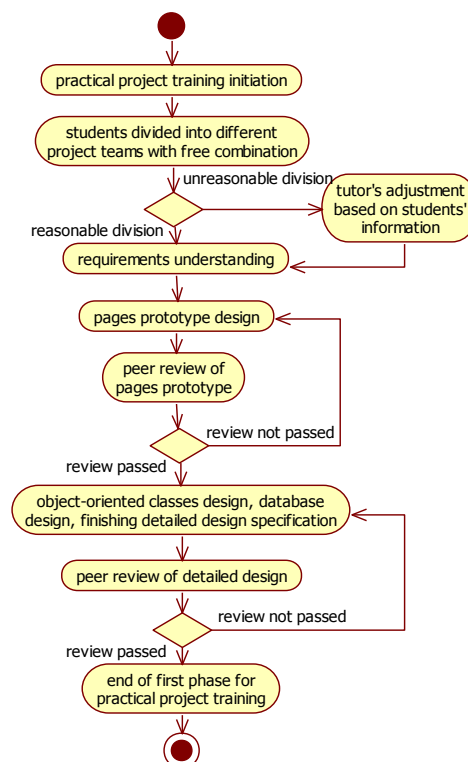 practical project training initiation
students divided into different
project teams with free combination
unreasonable division
tutor's adjustment
based on students'
information
reasonable division
requirements understanding
pages prototype design
peer review of
pages prototype
review not passed
review passed
object-oriented classes design, database
design, finishing detailed design specification
peer review of detailed design
review not passed
review passed
end of first phase for
practical project training